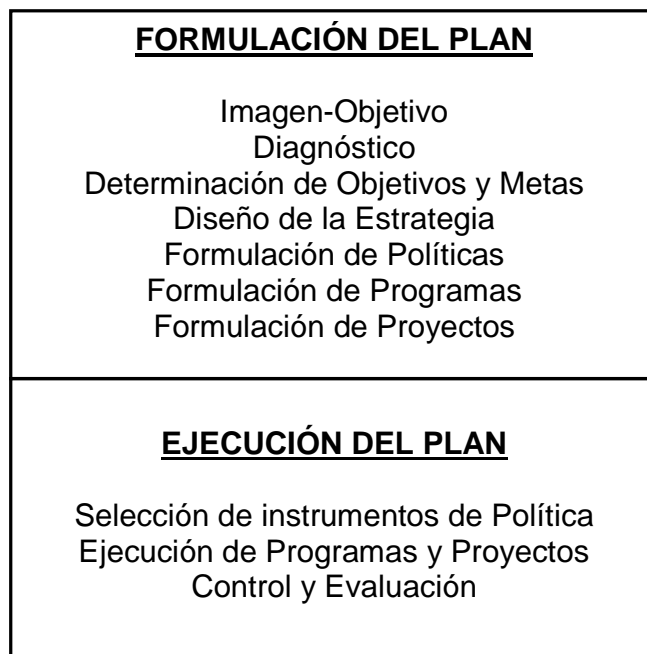 FORMULACIÓN DEL PLAN
Imagen-Objetivo
Diagnóstico
Determinación de Objetivos y Metas
Diseño de la Estrategia
Formulación de Políticas
Formulación de Programas
Formulación de Proyectos
EJECUCIÓN DEL PLAN
Selección de instrumentos de Política
Ejecución de Programas y Proyectos
Control y Evaluación